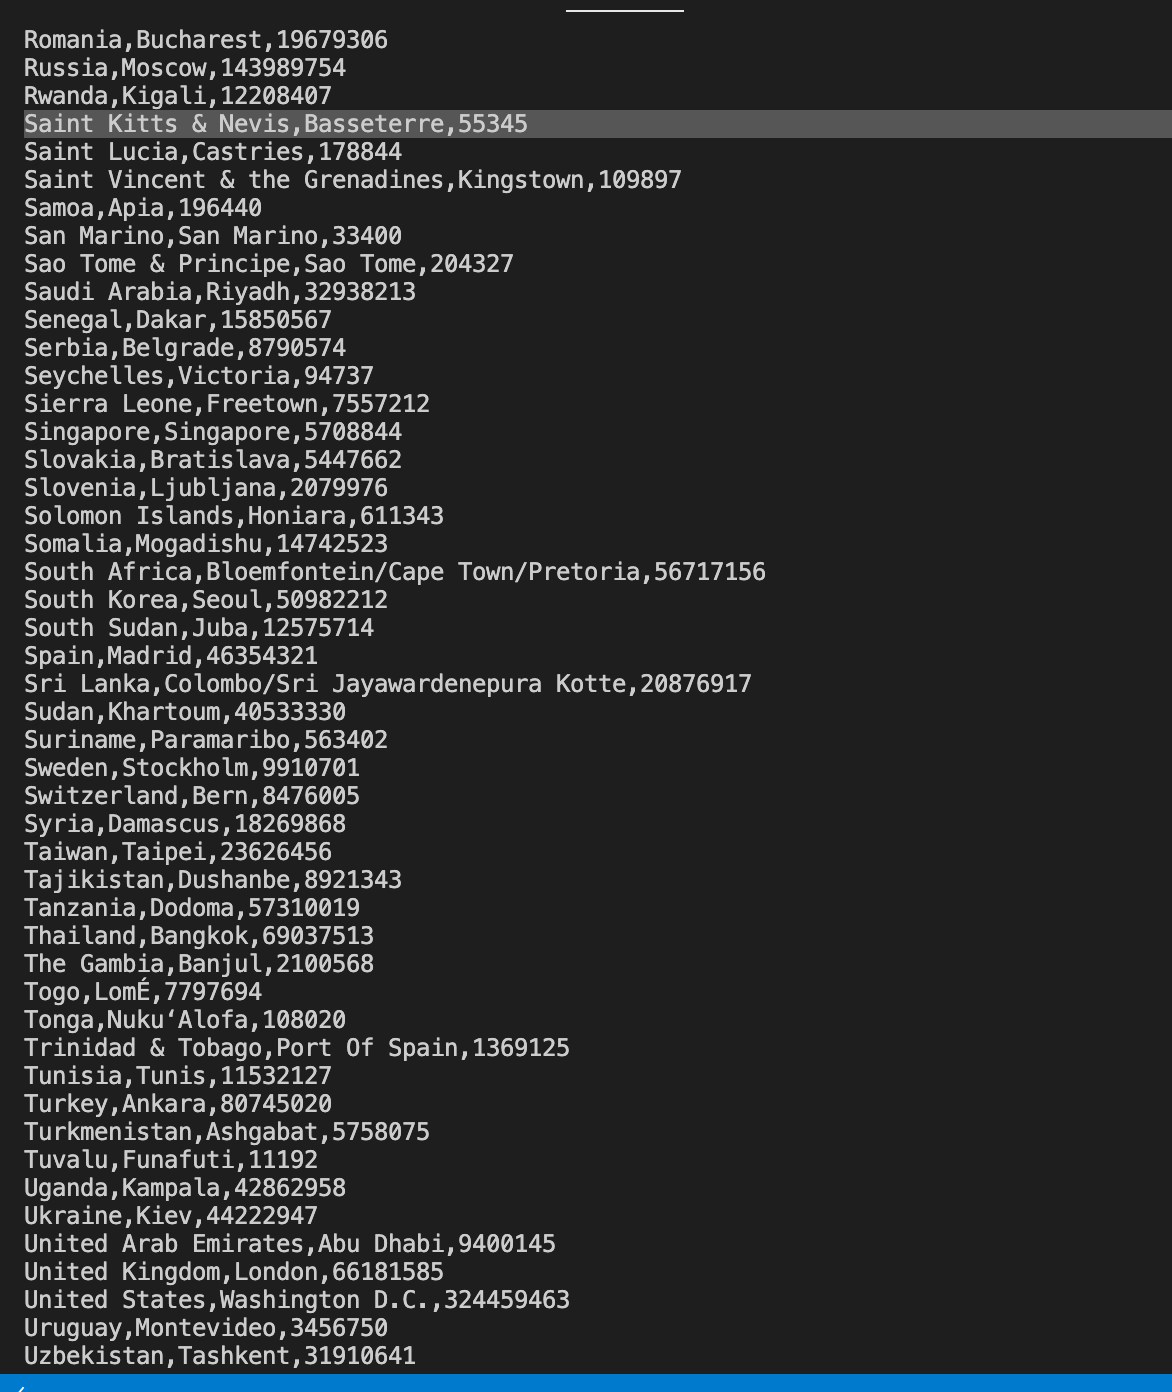 Romania,Bucharest,19679306
Russia,Moscow,143989754
Rwanda,Kigali,12208407
Saint Kitts & Nevis,Basseterre,55345
Saint Lucia,Castries,178844
Saint Vincent & the Grenadines,Kingstown,109897
Samoa,Apia,196440
San Marino,San Marino,33400
Sao Tome & Principe,Sao Tome,204327
Saudi Arabia,Riyadh,32938213
Senegal,Dakar,15850567
Serbia,Belgrade,8790574
Seychelles,Victoria,94737
Sierra Leone,Freetown,7557212
Singapore,Singapore,5708844
Slovakia,Bratislava,5447662
Slovenia,Ljubljana,2079976
Solomon Islands,Honiara,611343
Somalia,Mogadishu,14742523
South Africa,Bloemfontein/Cape Town/Pretoria,56717156
South Korea,Seoul,50982212
South Sudan,Juba,12575714
Spain,Madrid,46354321
Sri Lanka,Colombo/Sri Jayawardenepura Kotte,20876917
Sudan,Khartoum,40533330
Suriname,Paramaribo,563402
Sweden,Stockholm,9910701
Switzerland,Bern,8476005
Syria,Damascus,18269868
Taiwan,Taipei,23626456
Tajikistan,Dushanbe,8921343
Tanzania,Dodoma,57310019
Thailand,Bangkok,69037513
The Gambia,Banjul,2100568
Togo,LomÉ,7797694
Tonga,Nuku‘Alofa,108020
Trinidad & Tobago,Port Of Spain,1369125
Tunisia,Tunis,11532127
Turkey,Ankara,80745020
Turkmenistan,Ashgabat,5758075
Tuvalu,Funafuti,11192
Uganda,Kampala,42862958
Ukraine,Kiev,44222947
United Arab Emirates,Abu Dhabi,9400145
United Kingdom,London,66181585
United States,Washington D.C.,324459463
Uruguay,Montevideo,3456750
Uzbekistan,Tashkent,31910641